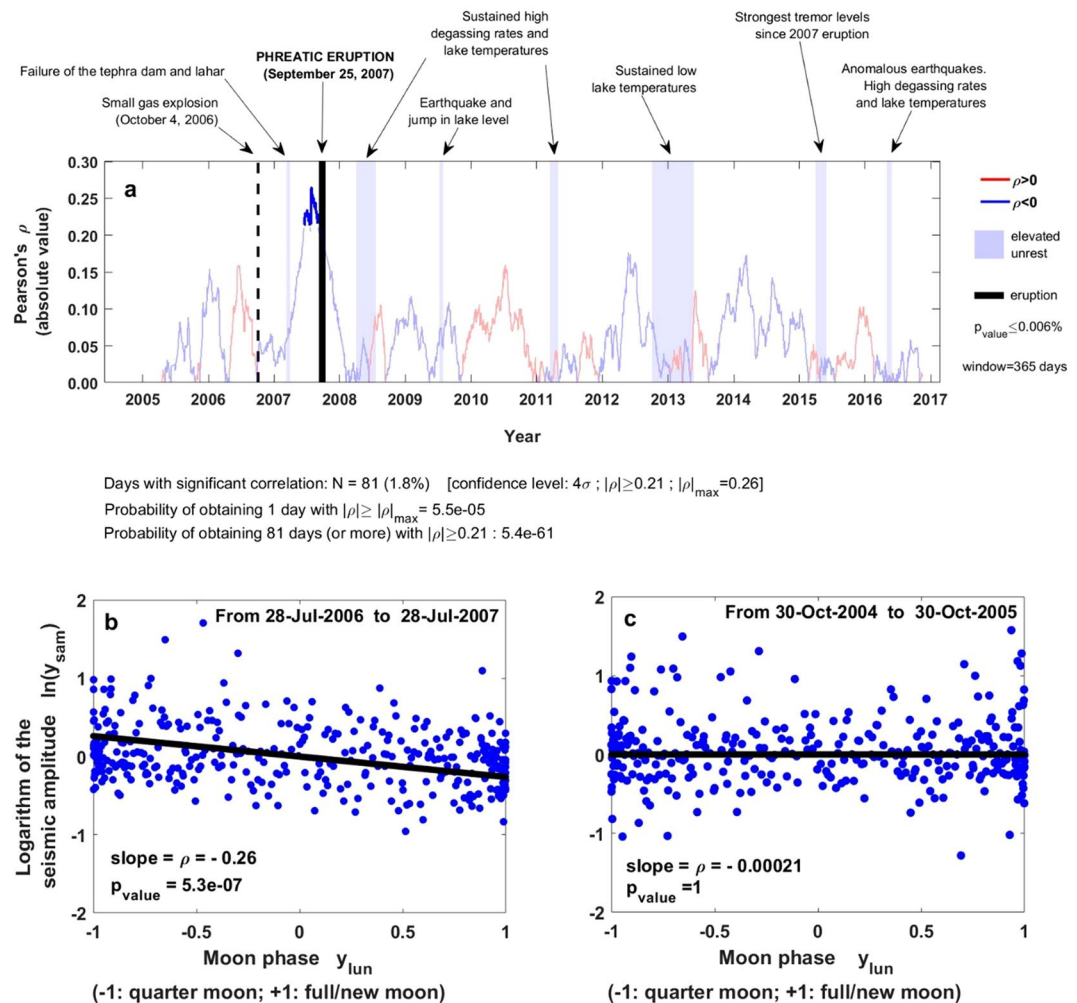 Sustained high
degassing rates and
lake temperatures
Strongest tremor levels
since 2007 eruption
PHREATIC ERUPTION
(September 25, 2007)
Failure of the tephra dam and lahar
Sustained low
lake temperatures
Anomalous earthquakes.
High degassing rates
and lake temperatures
Small gas explosion
(October 4, 2006)
Earthquake and
jump in lake level
a
Pearson's ρ
(absolute value)
0.30
0.25
0.20
0.15
0.10
0.05
0.00
2005 2006 2007 2008 2009 2010 2011 2012 2013 2014 2015 2016 2017
Year
ρ>0
ρ<0
elevated
unrest
eruption
p_value≤0.006%
window=365 days
Days with significant correlation: N = 81 (1.8%) [confidence level: 4σ ; |ρ|≥0.21 ; |ρ|_max=0.26]
Probability of obtaining 1 day with |ρ|≥ |ρ|_max = 5.5e-05
Probability of obtaining 81 days (or more) with |ρ|≥0.21 : 5.4e-61
b
From 28-Jul-2006 to 28-Jul-2007
Logarithm of the
seismic amplitude ln(y_sam)
2
1
0
-1
-2
slope = ρ = - 0.26
p_value = 5.3e-07
-1 -0.5 0 0.5 1
Moon phase y_lun
(-1: quarter moon; +1: full/new moon)
c
From 30-Oct-2004 to 30-Oct-2005
2
1
0
-1
-2
slope = ρ = - 0.00021
p_value =1
-1 -0.5 0 0.5 1
Moon phase y_lun
(-1: quarter moon; +1: full/new moon)